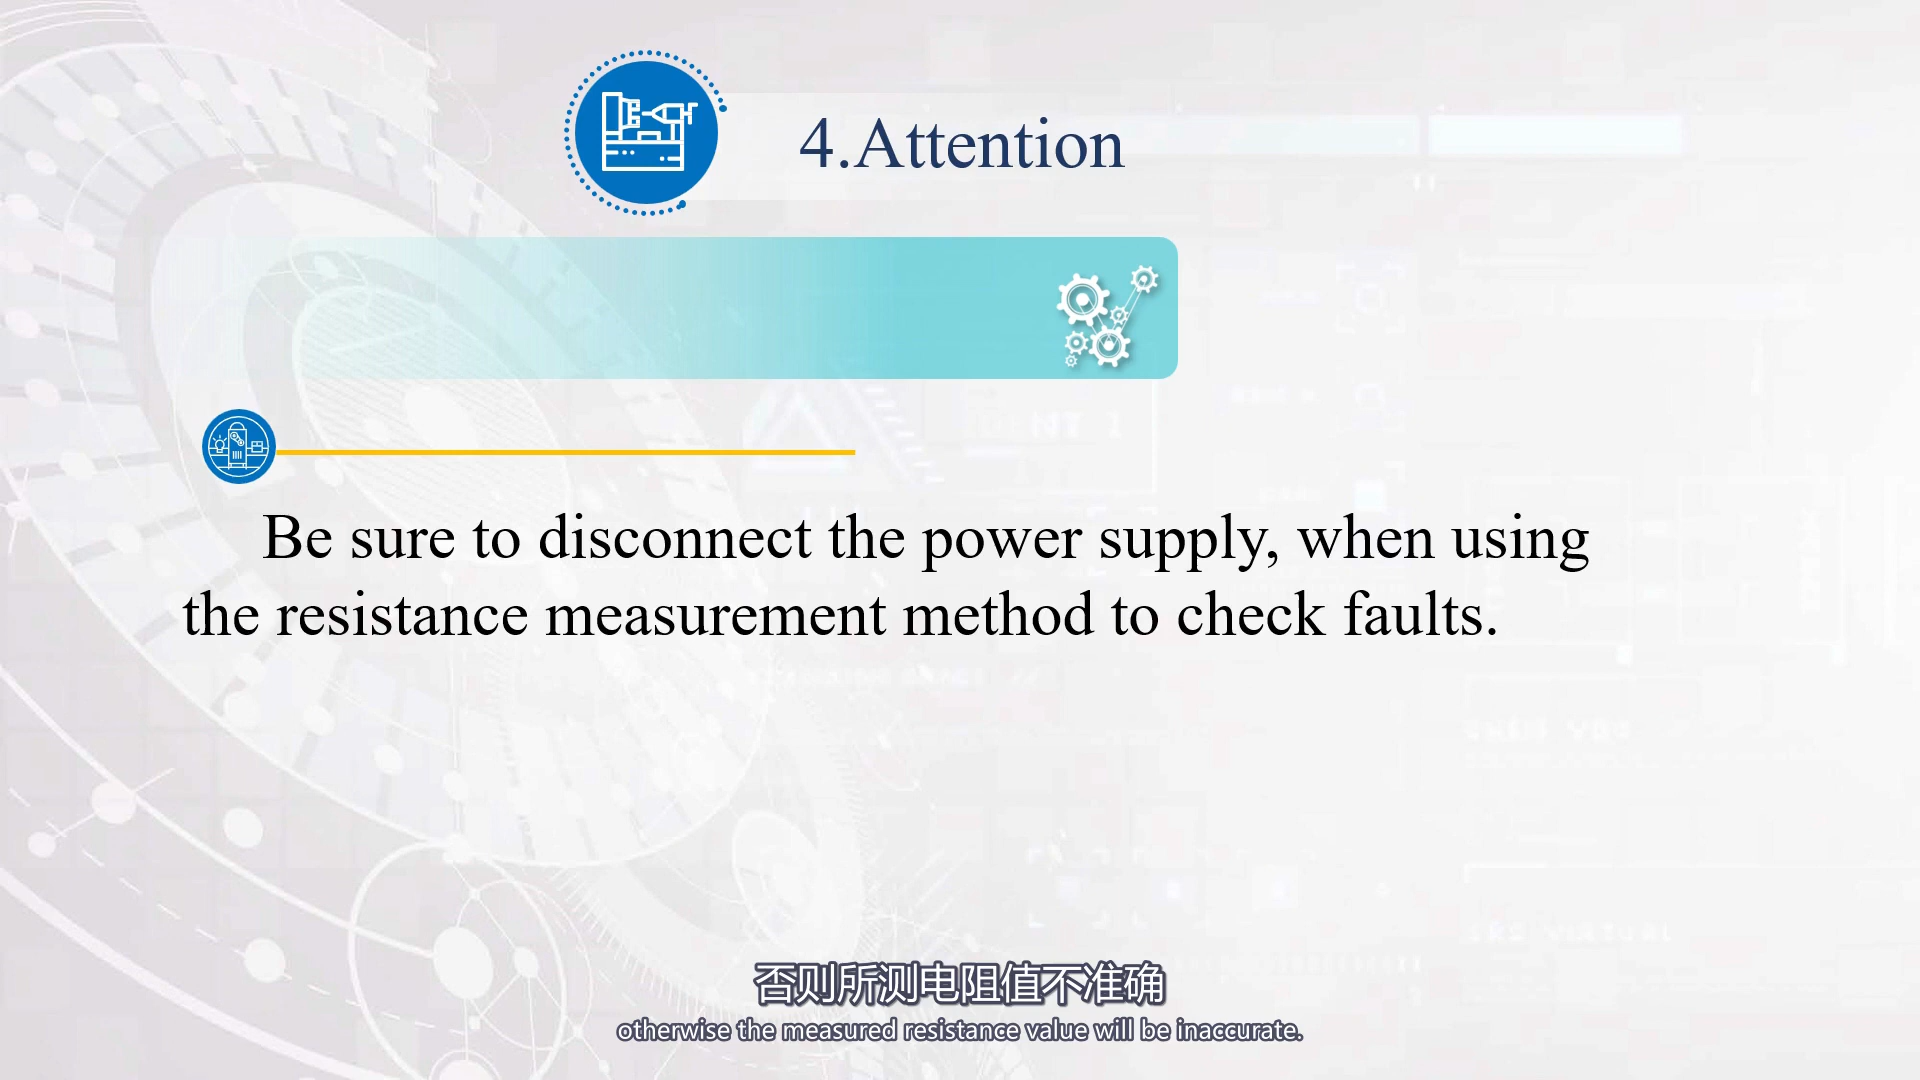 4.Attention
Be sure to disconnect the power supply, when using
the resistance measurement method to check faults.
否则所测电阻值不准确
otherwise the measured resistance value will be inaccurate.